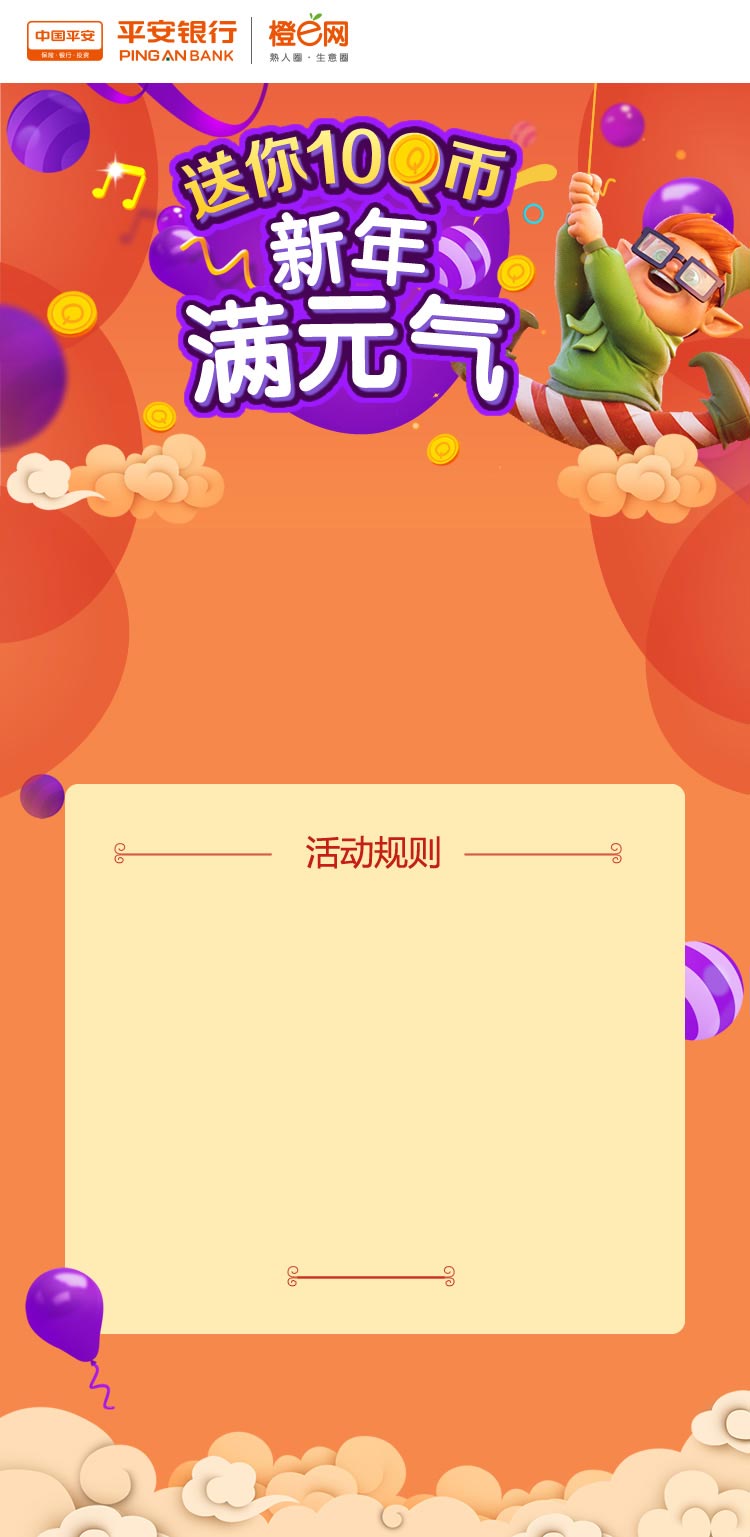 中国平安
保险·银行·投资
平安银行
PING AN BANK
橙e网
熟人圈·生意圈
送你10Q币
新年
满元气
活动规则